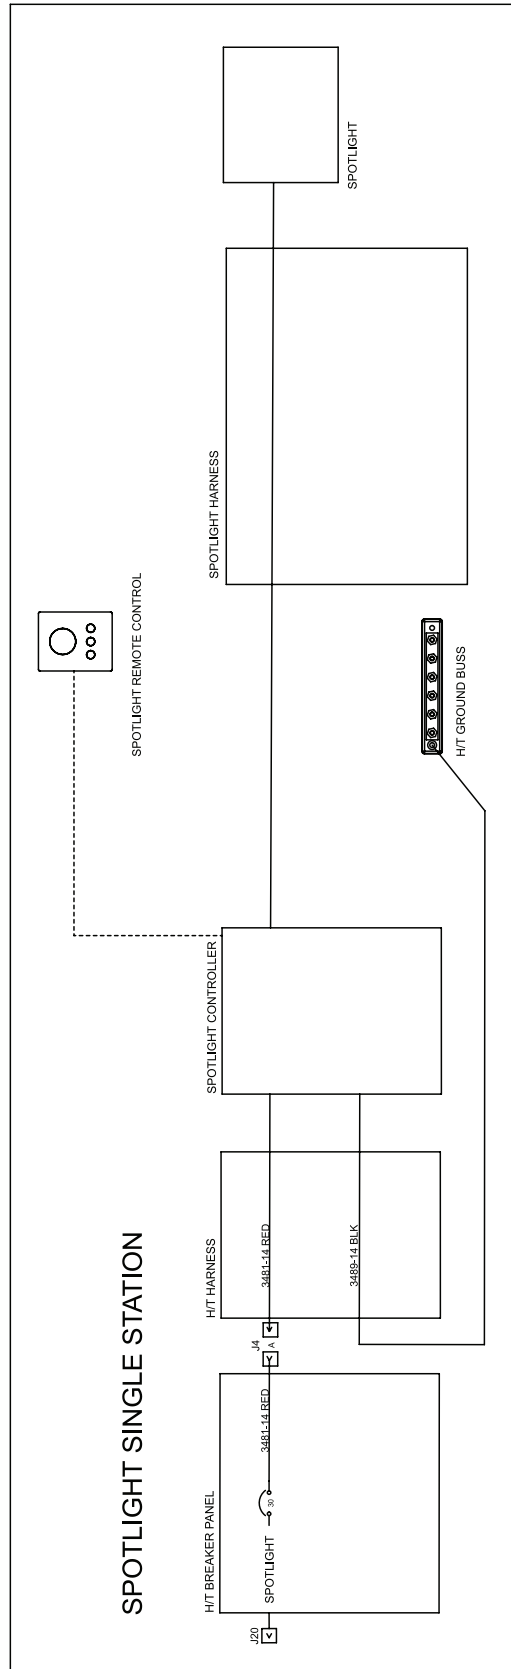 SPOTLIGHT SINGLE STATION
H/T BREAKER PANEL
J20
<
SPOTLIGHT
30
3481-14 RED
J4
A
<
<
H/T HARNESS
3481-14 RED
3489-14 BLK
SPOTLIGHT CONTROLLER
SPOTLIGHT REMOTE CONTROL
H/T GROUND BUSS
SPOTLIGHT HARNESS
SPOTLIGHT